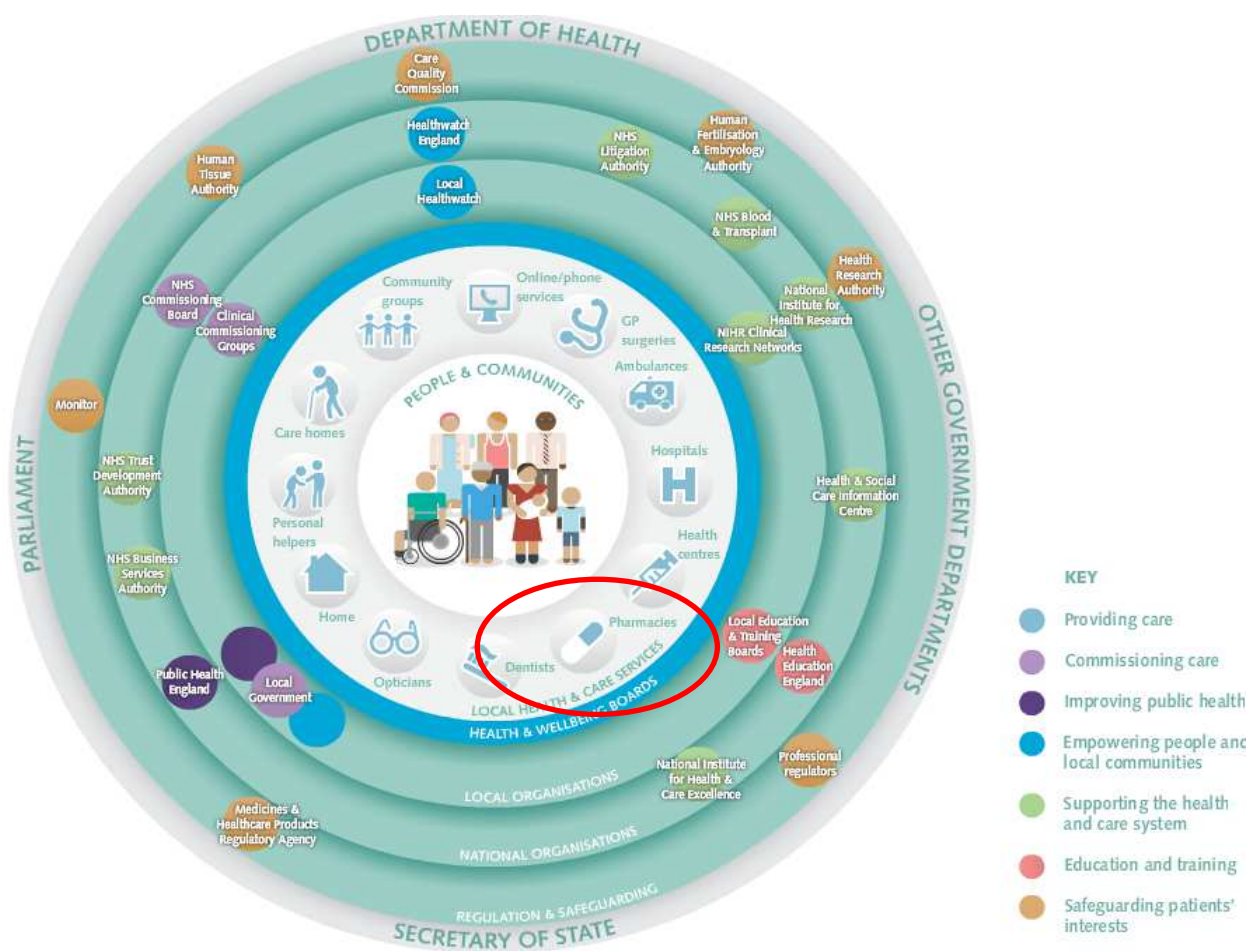 DEPARTMENT OF HEALTH
Care
Quality
Commission
Healthwatch
England
Local
Healthwatch
NHS
Litigation
Authority
Human
Fertilisation
& Embryology
Authority
Human
Tissue
Authority
NHS Blood
& Transplant
Health
Research
Authority
National
Institute for
Health Research
NIHR Clinical
Research Networks
NHS
Commissioning
Board
Clinical
Commissioning
Groups
Community
groups
Online/phone
services
GP
surgeries
Ambulances
Hospitals
H
Health
centres
Pharmacies
Dentists
Opticians
Home
Personal
helpers
Care homes
PEOPLE & COMMUNITIES
LOCAL HEALTH & CARE SERVICES
HEALTH & WELLBEING BOARDS
Monitor
NHS Trust
Development
Authority
NHS Business
Services
Authority
Health & Social
Care Information
Centre
Public Health
England
Local
Government
Local Education
& Training
Boards
Health
Education
England
National Institute
for Health &
Care Excellence
Professional
regulators
Medicines &
Healthcare Products
Regulatory Agency
LOCAL ORGANISATIONS
NATIONAL ORGANISATIONS
REGULATION & SAFEGUARDING
PARLIAMENT
OTHER GOVERNMENT DEPARTMENTS
SECRETARY OF STATE
KEY
Providing care
Commissioning care
Improving public health
Empowering people and
local communities
Supporting the health
and care system
Education and training
Safeguarding patients'
interests